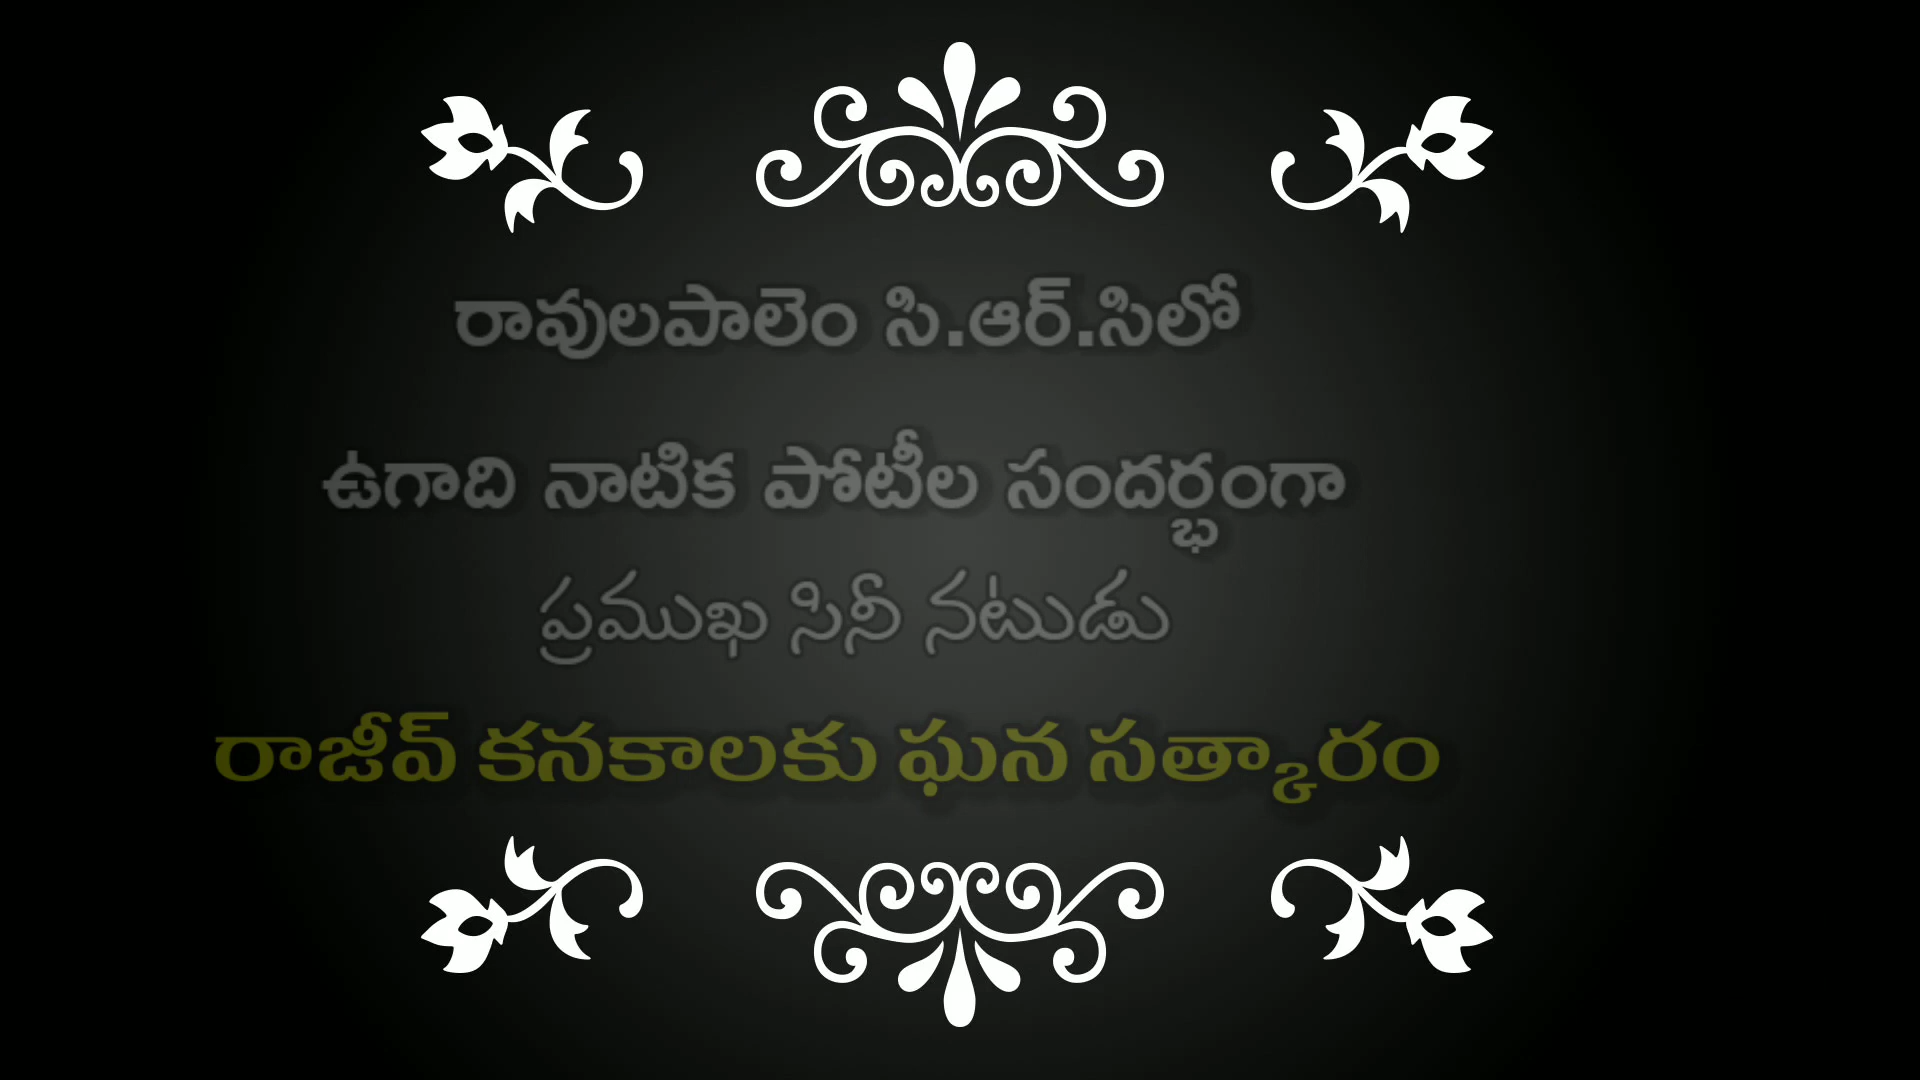 రావులపాలెం సి.ఆర్.సిలో
ఉగాది నాటిక పోటీల సందర్భంగా
ప్రముఖ సినీ నటుడు
రాజీవ్ కనకాలకు ఘన సత్కారం